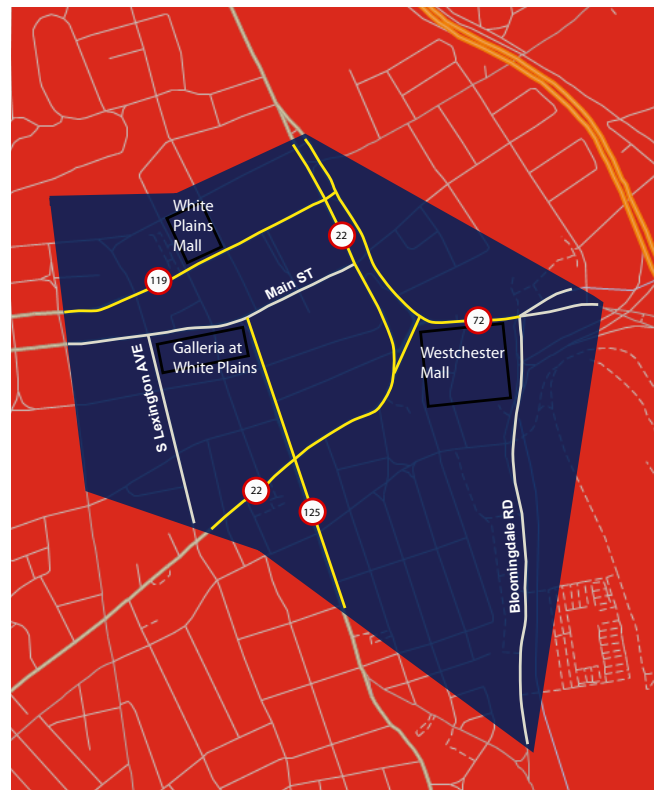 White
Plains
Mall
22
119
Main ST
72
Galleria at
White Plains
Westchester
Mall
S Lexington AVE
22
125
Bloomingdale RD